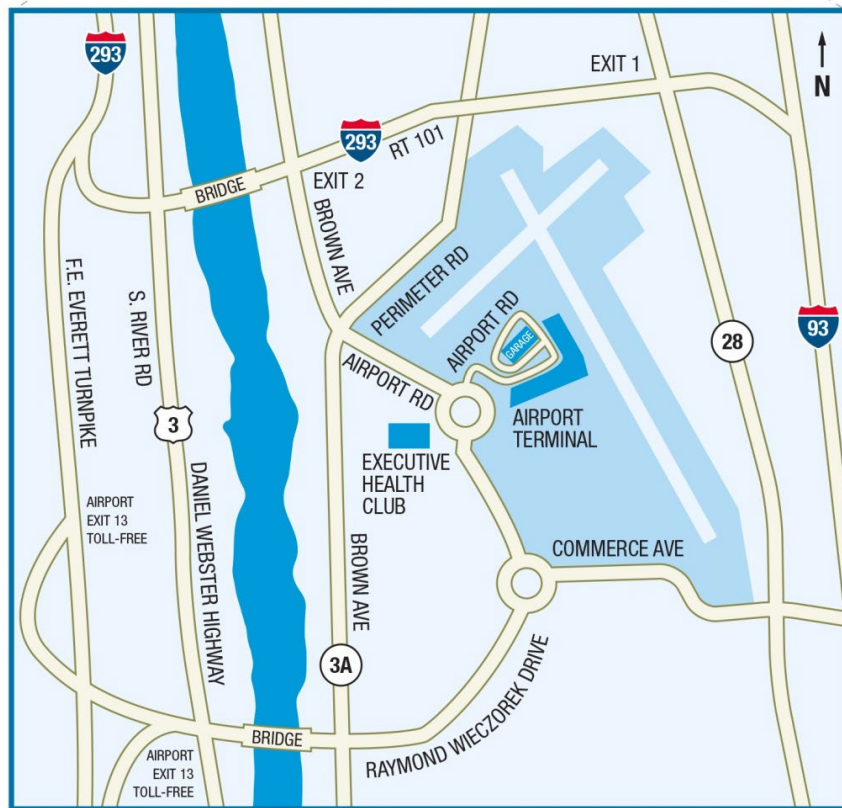 293
EXIT 1
N
293
RT 101
BRIDGE
EXIT 2
BROWN AVE
PERIMETER RD
F.E. EVERETT TURNPIKE
S. RIVER RD
AIRPORT RD
GARAGE
28
93
AIRPORT RD
3
AIRPORT
TERMINAL
EXECUTIVE
HEALTH
CLUB
DANIEL WEBSTER HIGHWAY
AIRPORT
EXIT 13
TOLL-FREE
BROWN AVE
COMMERCE AVE
3A
RAYMOND WIECZOREK DRIVE
BRIDGE
AIRPORT
EXIT 13
TOLL-FREE